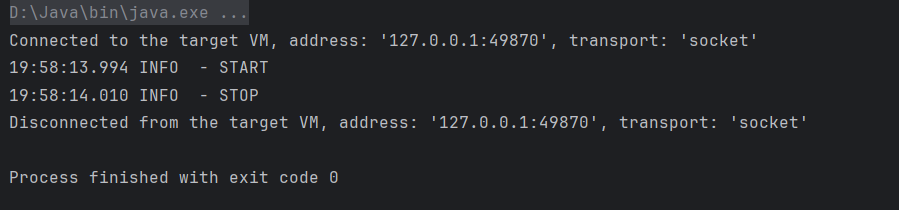 D:\Java\bin\java.exe ...
Connected to the target VM, address: '127.0.0.1:49870', transport: 'socket'
19:58:13.994 INFO  - START
19:58:14.010 INFO  - STOP
Disconnected from the target VM, address: '127.0.0.1:49870', transport: 'socket'
Process finished with exit code 0